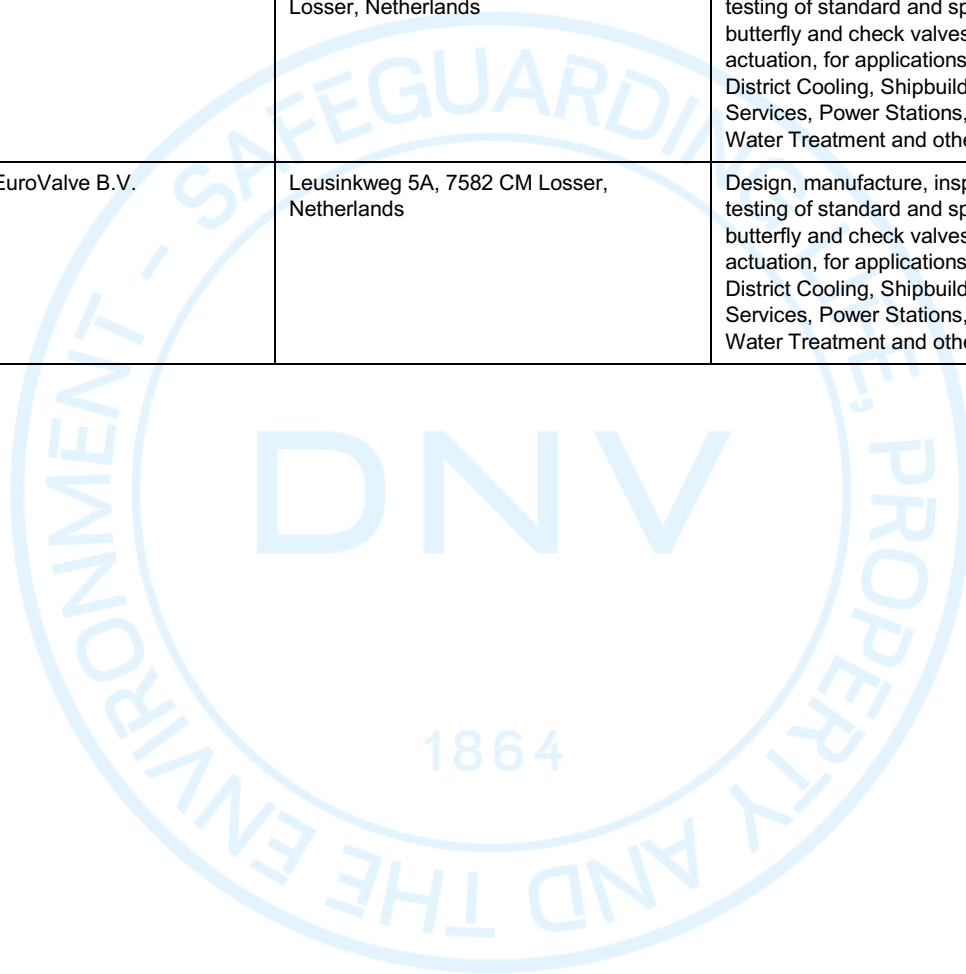 Losser, Netherlands
testing of standard and sp
butterfly and check valves
actuation, for applications
District Cooling, Shipbuild
Services, Power Stations,
Water Treatment and othe
EuroValve B.V.
Leusinkweg 5A, 7582 CM Losser,
Netherlands
Design, manufacture, insp
testing of standard and sp
butterfly and check valves
actuation, for applications
District Cooling, Shipbuild
Services, Power Stations,
Water Treatment and othe
SAFEGUARDING LIFE, PROPERTY AND THE ENVIRONMENT -
DNV
1864